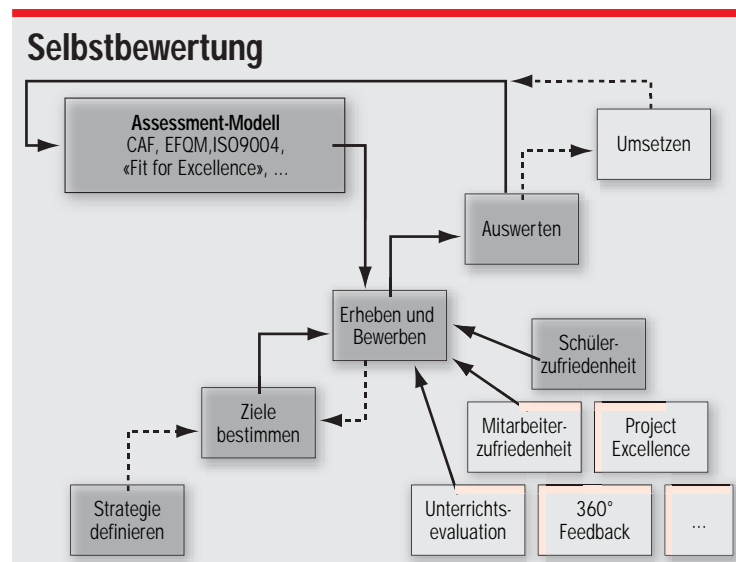 Selbstbewertung
Assessment-Modell
CAF, EFQM,ISO9004,
«Fit for Excellence», ...
Umsetzen
Auswerten
Erheben und
Bewerben
Schüler-
zufriedenheit
Ziele
bestimmen
Mitarbeiter-
zufriedenheit
Project
Excellence
Strategie
definieren
Unterrichts-
evaluation
360°
Feedback
...